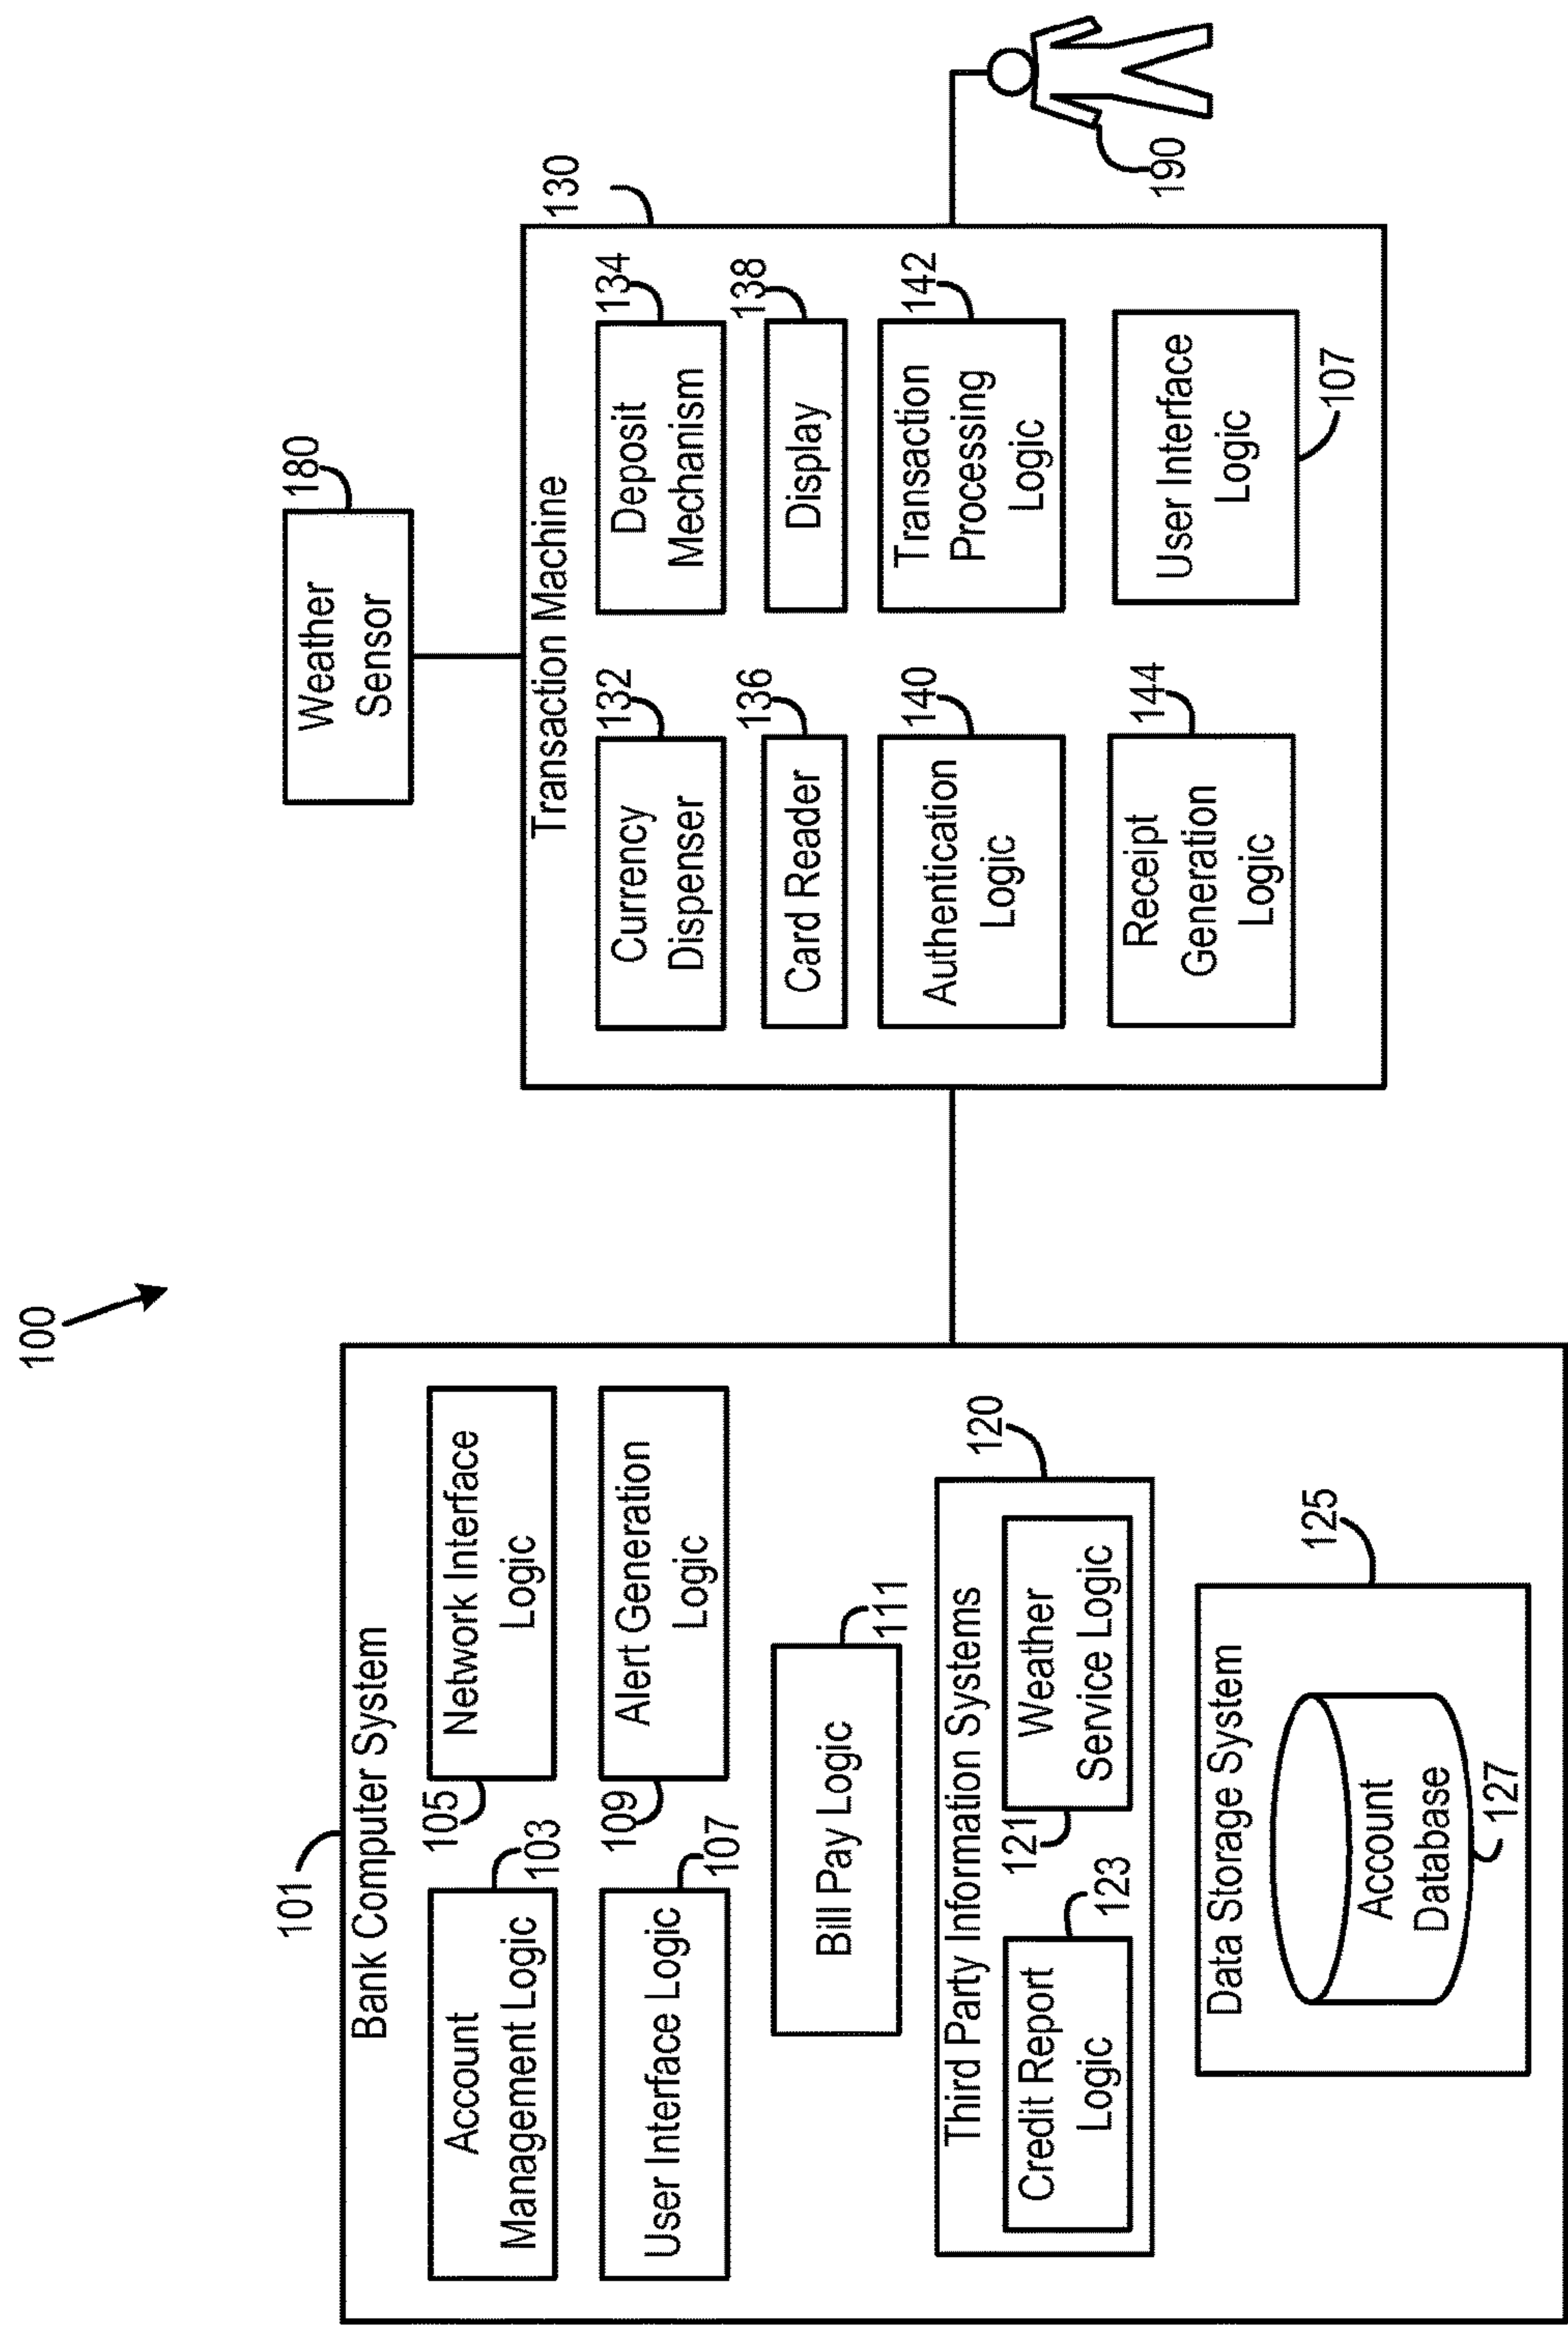 100
101
Bank Computer System
Account
Management Logic
103
105
Network Interface
Logic
User Interface Logic
107
109
Alert Generation
Logic
Bill Pay Logic
111
Third Party Information Systems
120
Credit Report
Logic
123
121
Weather
Service Logic
Data Storage System
125
Account
Database
127
Weather
Sensor
180
Transaction Machine
130
Currency
Dispenser
132
Deposit
Mechanism
134
Card Reader
136
Display
138
Authentication
Logic
140
Transaction
Processing
Logic
142
Receipt
Generation
Logic
144
User Interface
Logic
107
190